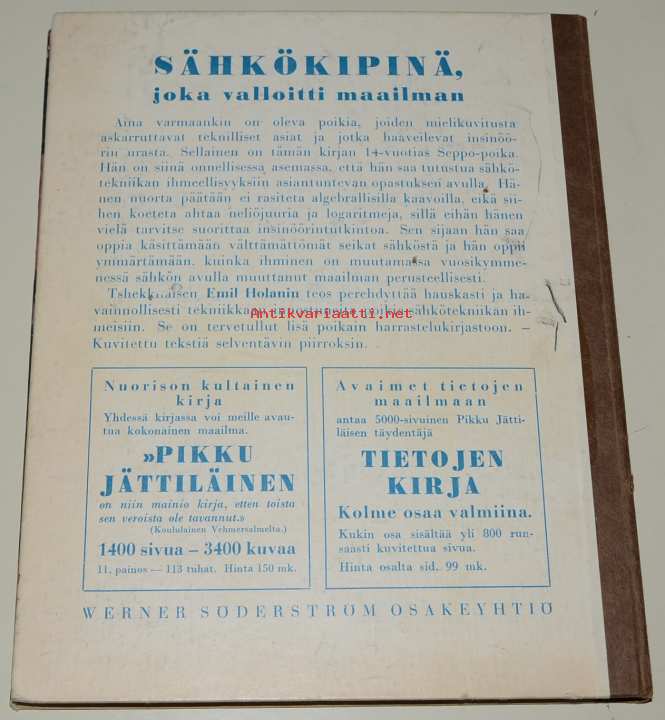 SÄHKÖKIPINÄ,
joka valloitti maailman
Aina varmaankin on oleva poikia, joiden mielikuvitusta
askarruttavat teknilliset asiat ja jotka haaveilevat insinöö-
rin urasta. Sellainen on tämän kirjan 14-vuotias Seppo-poika.
Hän on siinä onnellisessa asemassa, että hän saa tutustua sähkö-
tekniikan ihmeellisyyksiin asiantuntevan opastuksen avulla. Hä-
nen nuorta päätään ei rasiteta algebrallisilla kaavoilla, eikä sii-
hen koeteta ahtaa neliöjuuria ja logaritmeja, sillä eihän hänen
vielä tarvitse suorittaa insinöörintutkintoa. Sen sijaan hän saa
oppia käsittämään välttämättömät seikat sähköstä ja hän oppii
ymmärtämään, kuinka ihminen on muutamassa vuosikymme-
nessä sähkön avulla muuttanut maailman perusteellisesti.
Tshekkiläisen Emil Holanin teos perehdyttää hauskasti ja ha-
vainnollisesti tekniikkaan sähkötekniikan ih-
meisiin. Se on tervetullut lisä poikain harrastelukirjastoon. –
Kuvitettu tekstiä selventävin piirroksin.
Antikvariaatti.net
Nuorison kultainen
kirja
Yhdessä kirjassa voi meille avau-
tua kokonainen maailma.
»PIKKU
JÄTTILÄINEN
on niin mainio kirja, etten toista
sen veroista ole tavannut.»
(Koululainen Vehmersalmelta.)
1400 sivua – 3400 kuvaa
11. painos — 113 tuhat. Hinta 150 mk.
Avaimet tietojen
maailmaan
antaa 5000-sivuinen Pikku Jätti-
läisen täydentäjä
TIETOJEN
KIRJA
Kolme osaa valmiina.
Kukin osa sisältää yli 800 run-
saasti kuvitettua sivua.
Hinta osalta sid. 99 mk.
WERNER SÖDERSTRÖM OSAKEYHTIÖ